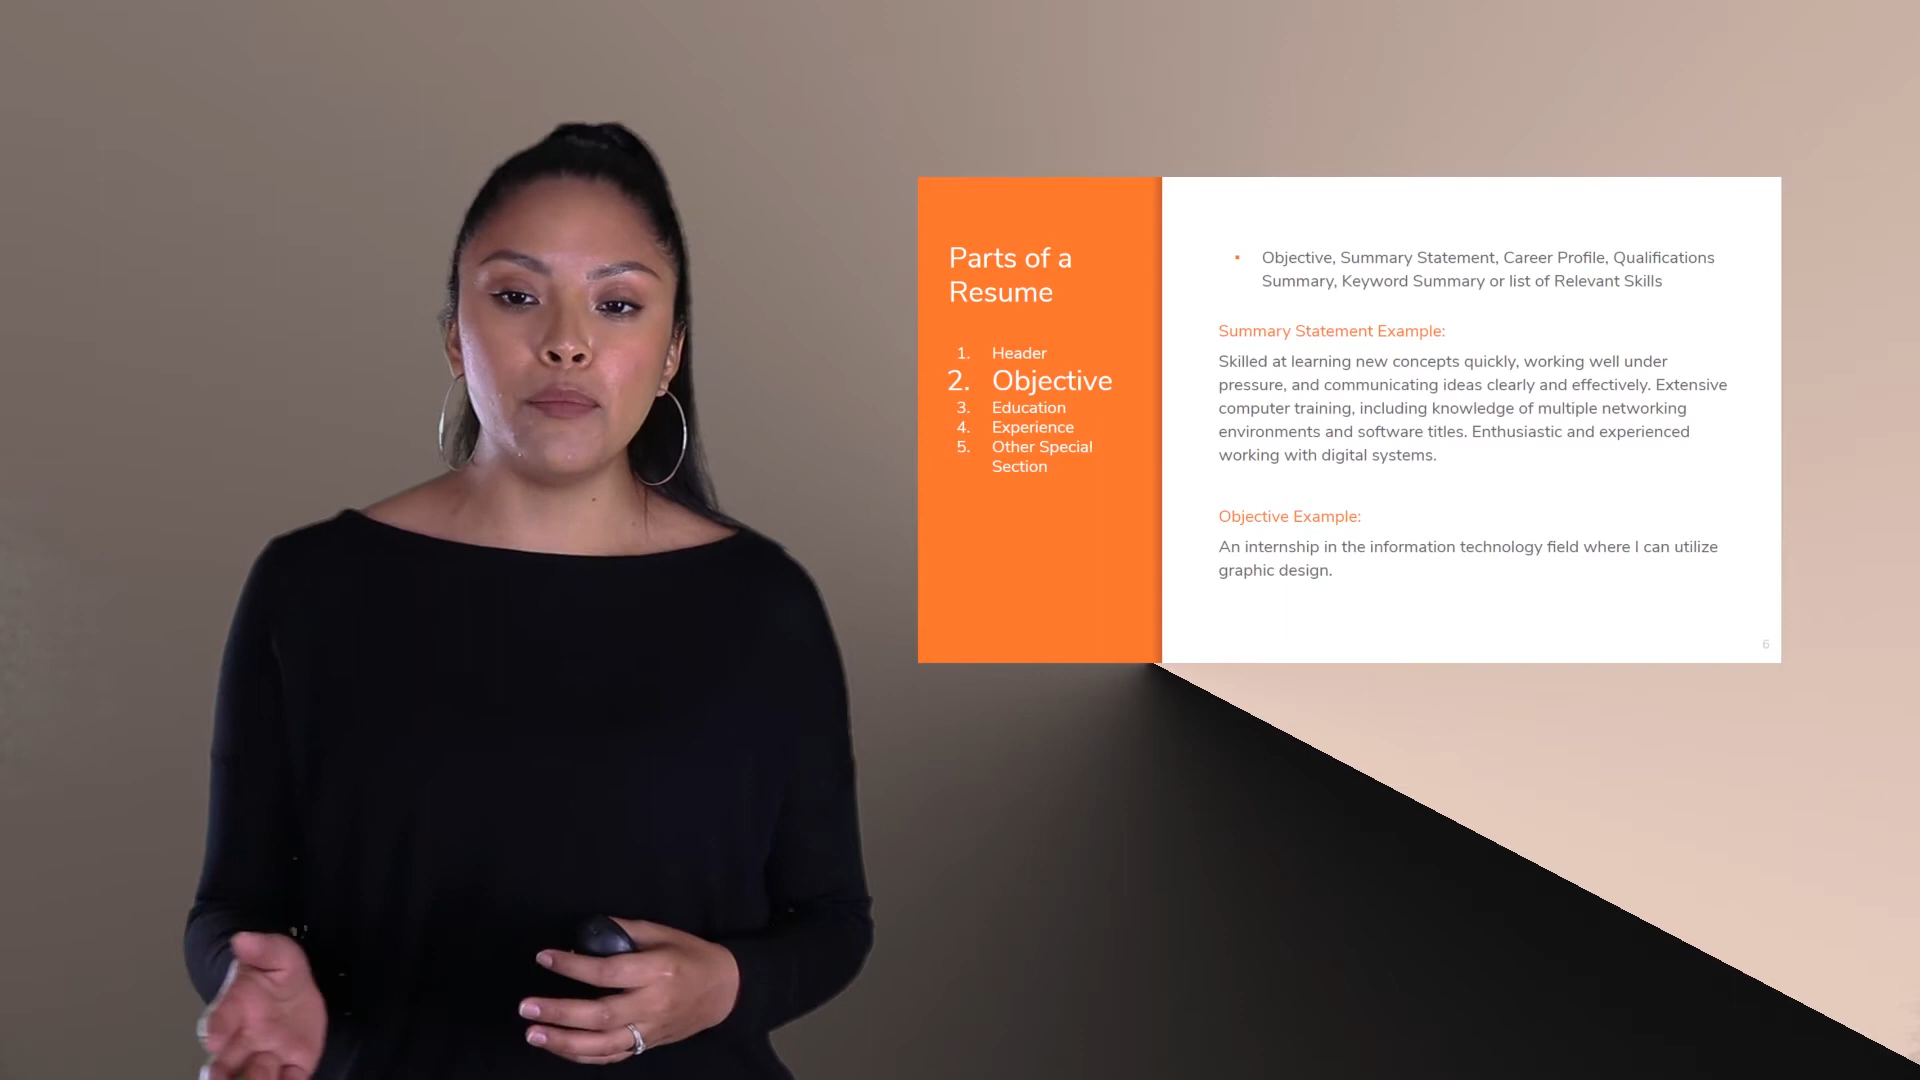 Parts of a
Resume
1. Header
2. Objective
3. Education
4. Experience
5. Other Special
Section
▪ Objective, Summary Statement, Career Profile, Qualifications
Summary, Keyword Summary or list of Relevant Skills
Summary Statement Example:
Skilled at learning new concepts quickly, working well under
pressure, and communicating ideas clearly and effectively. Extensive
computer training, including knowledge of multiple networking
environments and software titles. Enthusiastic and experienced
working with digital systems.
Objective Example:
An internship in the information technology field where I can utilize
graphic design.
6